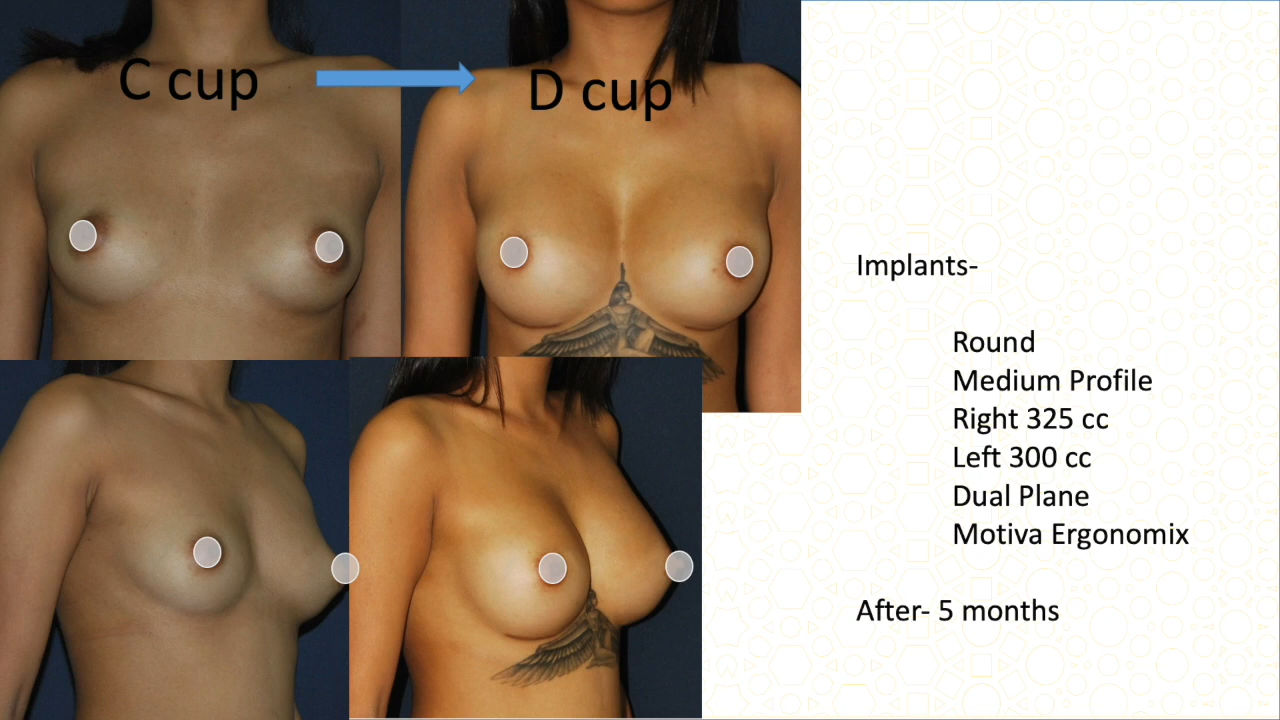 C cup
D cup
Implants-
Round
Medium Profile
Right 325 cc
Left 300 cc
Dual Plane
Motiva Ergonomix
After- 5 months